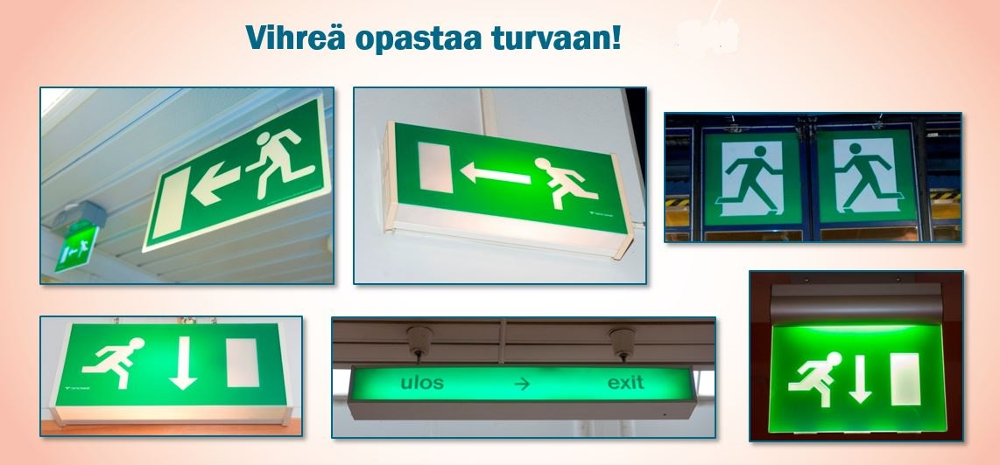 Vihreä opastaa turvaan!
ulos → exit